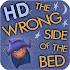 HD
THE
WRONG
SIDE OF
THE BED